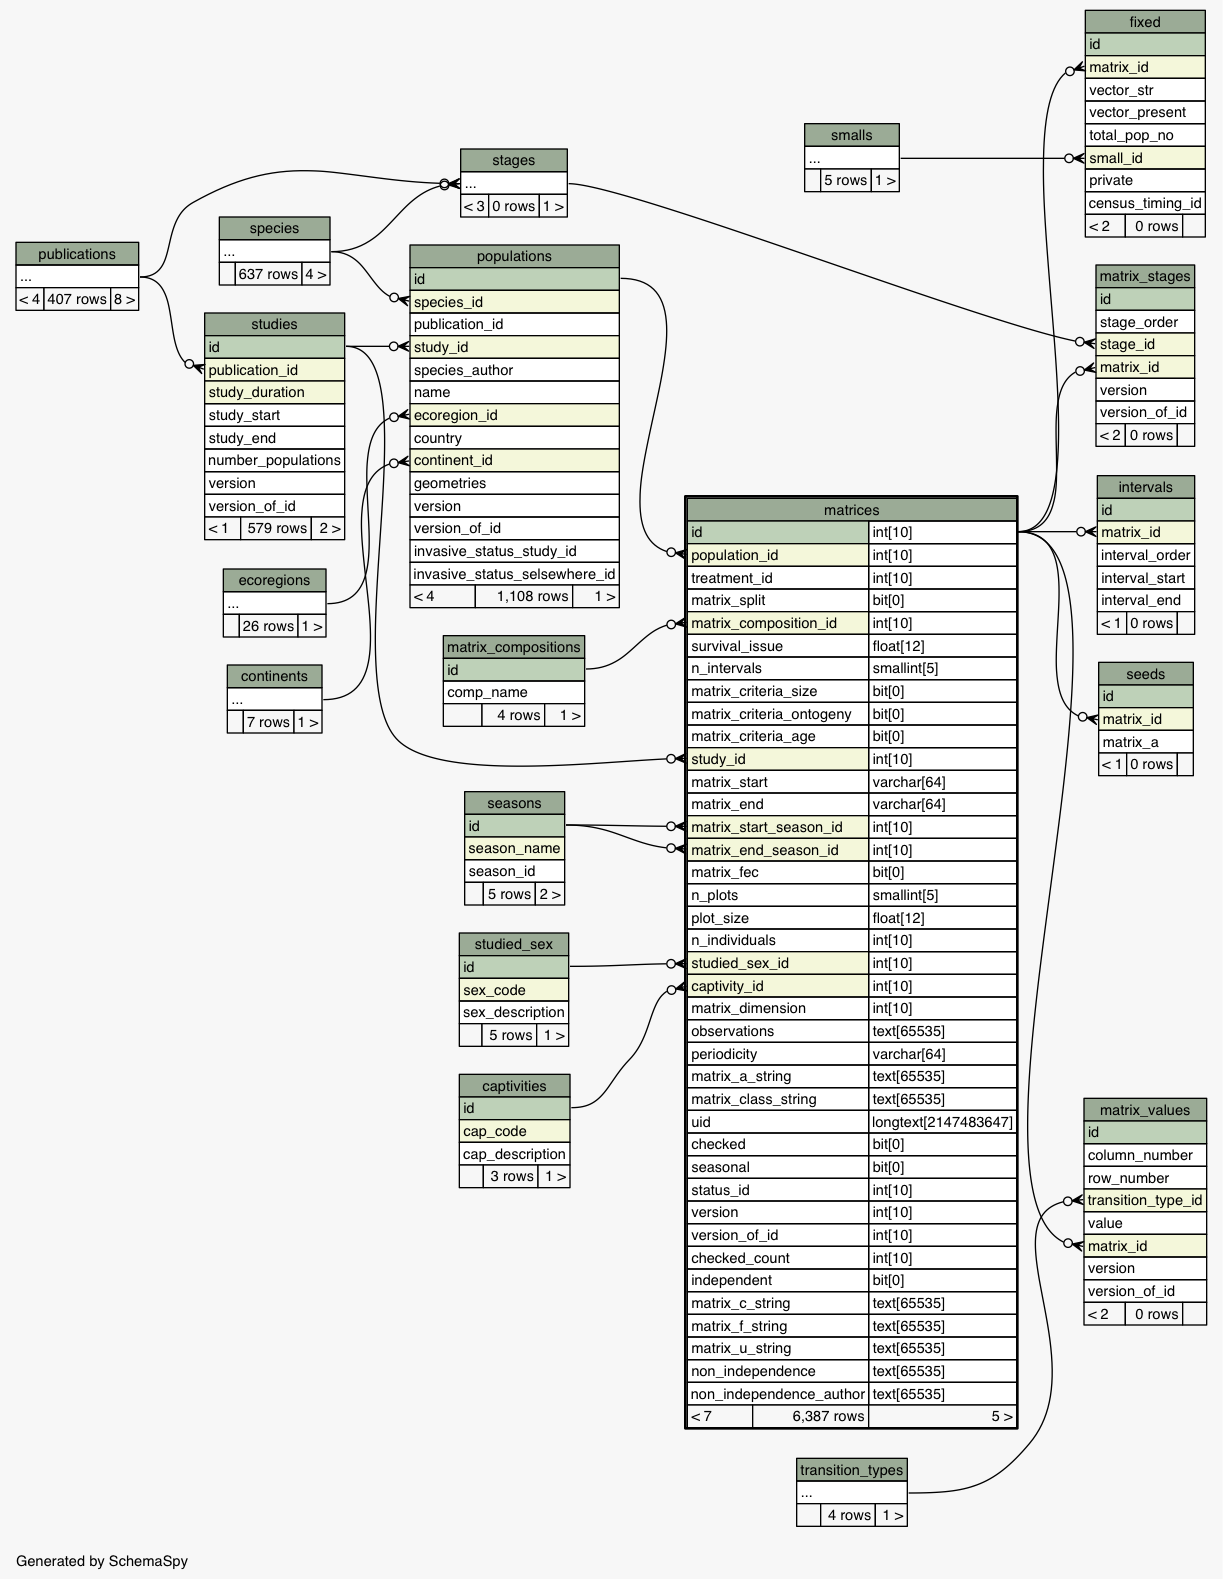 fixed
id
matrix_id
vector_str
vector_present
total_pop_no
small_id
private
census_timing_id
< 2 0 rows
smalls
...
5 rows 1 >
stages
...
< 3 0 rows 1 >
species
...
637 rows 4 >
publications
...
< 4 407 rows 8 >
populations
id
species_id
publication_id
study_id
species_author
name
ecoregion_id
country
continent_id
geometries
version
version_of_id
invasive_status_study_id
invasive_status_selsewhere_id
< 4 1,108 rows 1 >
studies
id
publication_id
study_duration
study_start
study_end
number_populations
version
version_of_id
< 1 579 rows 2 >
matrix_stages
id
stage_order
stage_id
matrix_id
version
version_of_id
< 2 0 rows
ecoregions
...
26 rows 1 >
continents
...
7 rows 1 >
matrix_compositions
id
comp_name
4 rows 1 >
matrices
id int[10]
population_id int[10]
treatment_id int[10]
matrix_split bit[0]
matrix_composition_id int[10]
survival_issue float[12]
n_intervals smallint[5]
matrix_criteria_size bit[0]
matrix_criteria_ontogeny bit[0]
matrix_criteria_age bit[0]
study_id int[10]
matrix_start varchar[64]
matrix_end varchar[64]
matrix_start_season_id int[10]
matrix_end_season_id int[10]
matrix_fec bit[0]
n_plots smallint[5]
plot_size float[12]
n_individuals int[10]
studied_sex_id int[10]
captivity_id int[10]
matrix_dimension int[10]
observations text[65535]
periodicity varchar[64]
matrix_a_string text[65535]
matrix_class_string text[65535]
uid longtext[2147483647]
checked bit[0]
seasonal bit[0]
status_id int[10]
version int[10]
version_of_id int[10]
checked_count int[10]
independent bit[0]
matrix_c_string text[65535]
matrix_f_string text[65535]
matrix_u_string text[65535]
non_independence text[65535]
non_independence_author text[65535]
< 7 6,387 rows 5 >
intervals
id
matrix_id
interval_order
interval_start
interval_end
< 1 0 rows
seeds
id
matrix_id
matrix_a
< 1 0 rows
seasons
id
season_name
season_id
5 rows 2 >
studied_sex
id
sex_code
sex_description
5 rows 1 >
captivities
id
cap_code
cap_description
3 rows 1 >
matrix_values
id
column_number
row_number
transition_type_id
value
matrix_id
version
version_of_id
< 2 0 rows
transition_types
...
4 rows 1 >
Generated by SchemaSpy